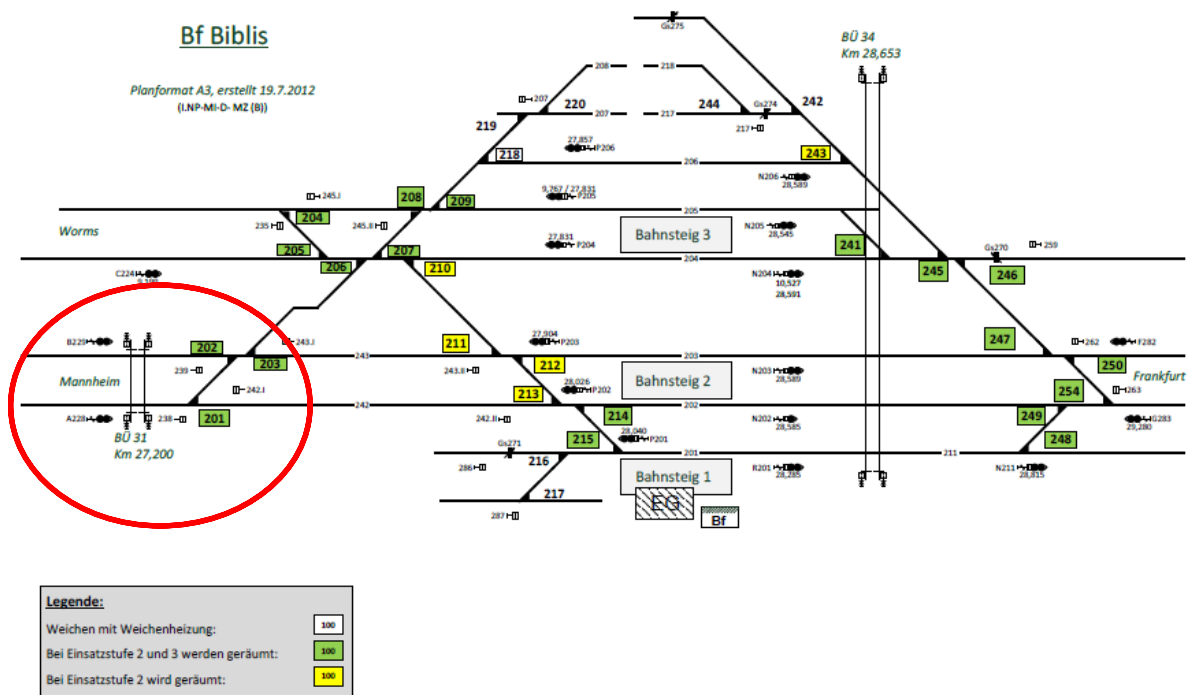 Bf Biblis
Planformat A3, erstellt 19.7.2012
(I.NP-MI-D- MZ (B))
Gs275
BÜ 34
Km 28,653
208
218
207
220
207
244
217
Gs274
242
219
217
218
27,857
P206
206
243
N206
28,589
245.I
208
209
9,767 / 27,831
P205
205
204
235
245.II
Worms
Bahnsteig 3
N205
28,545
205
207
27,831
P204
241
Gs270
259
206
210
204
245
246
C224
N204
10,527
28,591
B229
202
243.I
211
27,904
P203
247
262
F282
250
203
243
203
239
243.II
212
Mannheim
Bahnsteig 2
N203
28,589
254
Frankfurt
242.I
213
28,026
P202
263
242
202
A228
238
201
242.II
214
N202
28,585
249
G283
29,280
BÜ 31
Km 27,200
Gs271
215
28,040
P201
248
201
211
286
216
Bahnsteig 1
R201
28,285
N211
28,815
217
EG
287
Bf
Legende:
Weichen mit Weichenheizung:
100
Bei Einsatzstufe 2 und 3 werden geräumt:
100
Bei Einsatzstufe 2 wird geräumt:
100